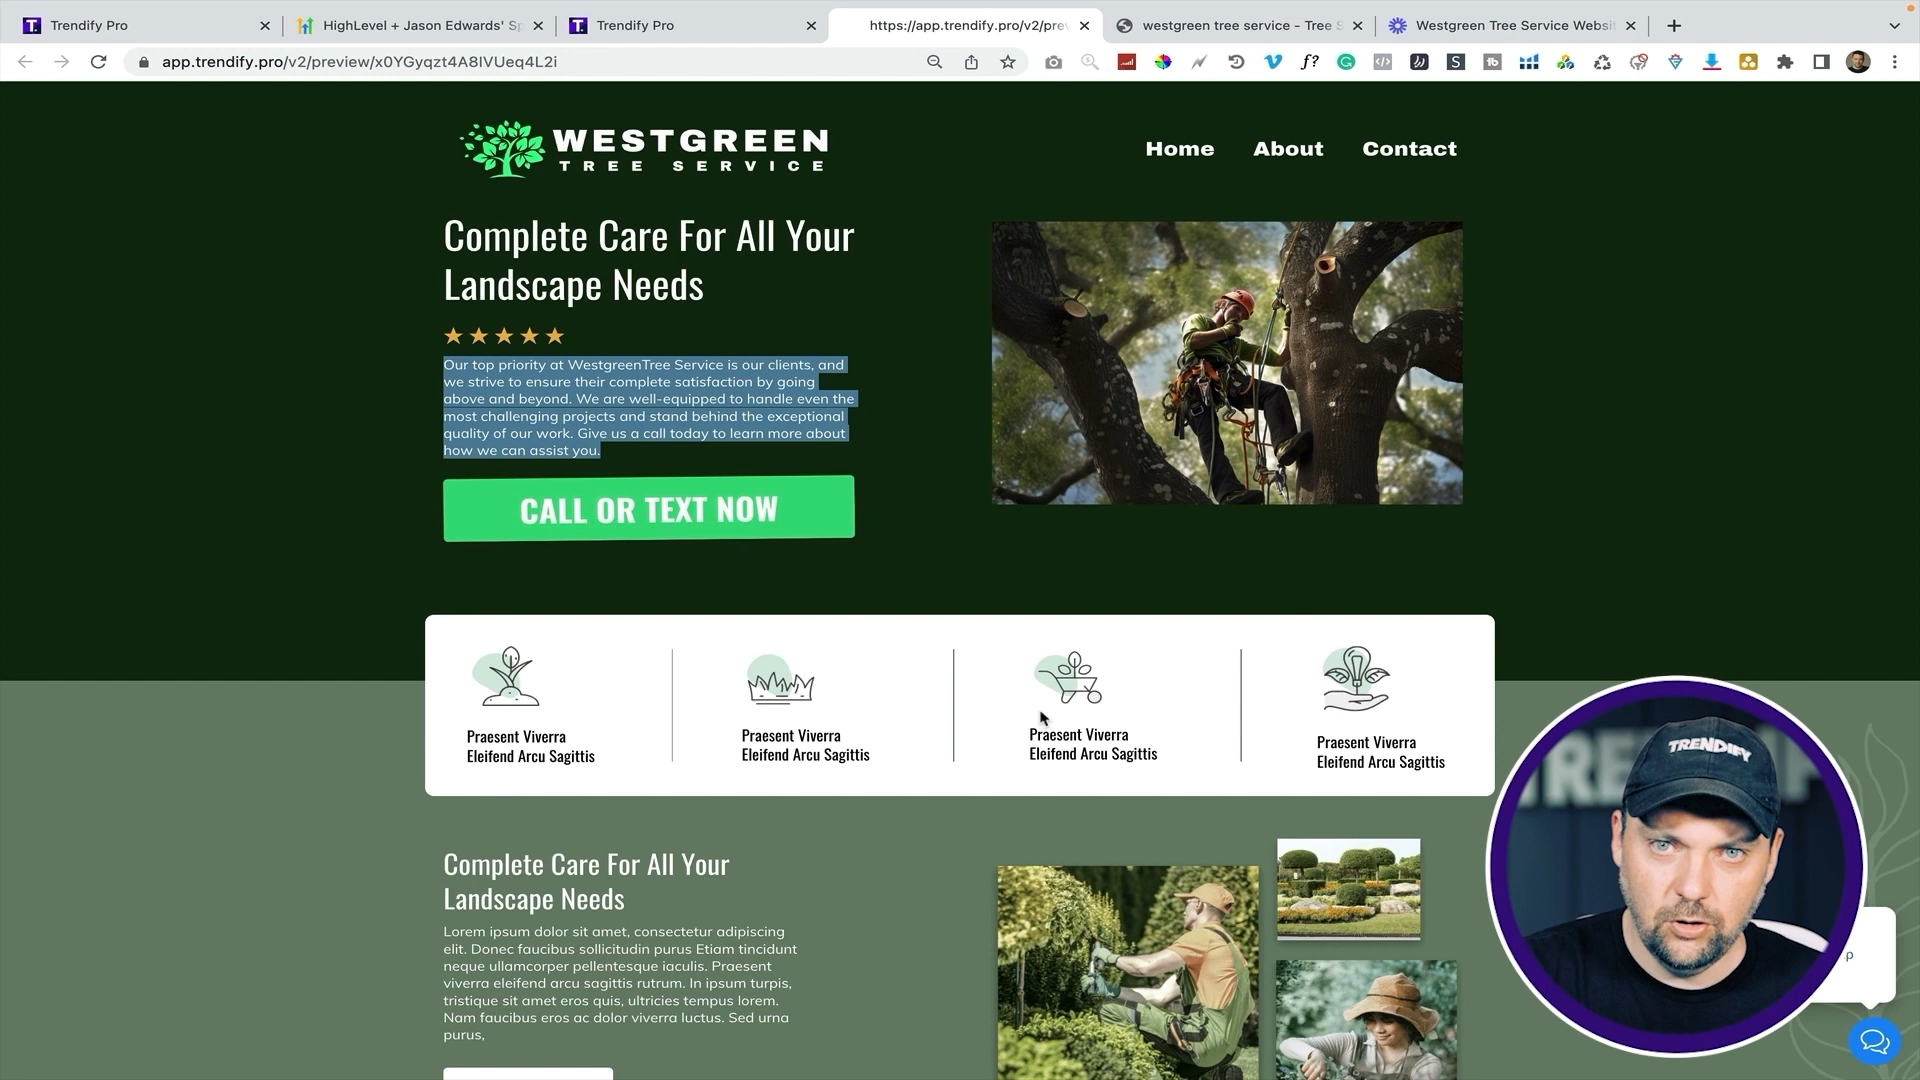 Trendify Pro
HighLevel + Jason Edwards' Sp
Trendify Pro
https://app.trendify.pro/v2/prev
westgreen tree service - Tree S
Westgreen Tree Service Websit
app.trendify.pro/v2/preview/x0YGyqzt4A8IVUeq4L2i
WESTGREEN
TREE SERVICE
Home
About
Contact
Complete Care For All Your
Landscape Needs
Our top priority at WestgreenTree Service is our clients, and
we strive to ensure their complete satisfaction by going
above and beyond. We are well-equipped to handle even the
most challenging projects and stand behind the exceptional
quality of our work. Give us a call today to learn more about
how we can assist you.
CALL OR TEXT NOW
Praesent Viverra
Eleifend Arcu Sagittis
Praesent Viverra
Eleifend Arcu Sagittis
Praesent Viverra
Eleifend Arcu Sagittis
Praesent Viverra
Eleifend Arcu Sagittis
Complete Care For All Your
Landscape Needs
Lorem ipsum dolor sit amet, consectetur adipiscing
elit. Donec faucibus sollicitudin purus Etiam tincidunt
neque ullamcorper pellentesque iaculis. Praesent
viverra eleifend arcu sagittis rutrum. In ipsum turpis,
tristique sit amet eros quis, ultricies tempus lorem.
Nam faucibus eros ac dolor viverra luctus. Sed urna
purus,
TRENDIFY